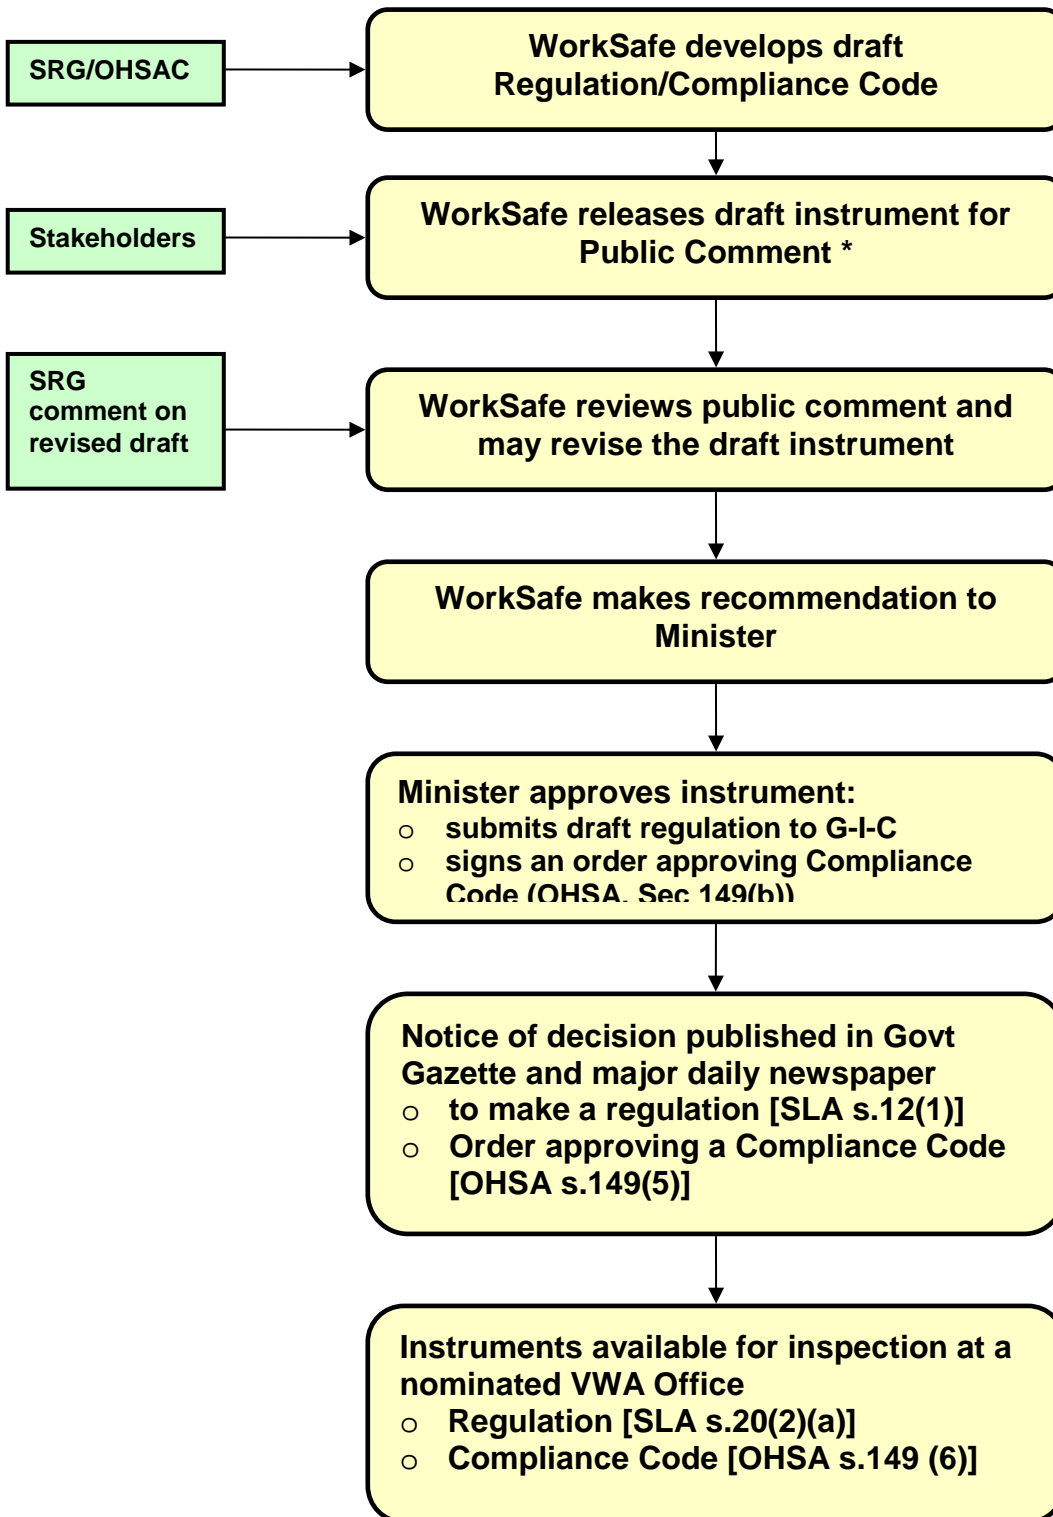 SRG/OHSAC
WorkSafe develops draft
Regulation/Compliance Code
Stakeholders
WorkSafe releases draft instrument for
Public Comment *
SRG
comment on
revised draft
WorkSafe reviews public comment and
may revise the draft instrument
WorkSafe makes recommendation to
Minister
Minister approves instrument:
o submits draft regulation to G-I-C
o signs an order approving Compliance
Code (OHSA, Sec 149(b))
Notice of decision published in Govt
Gazette and major daily newspaper
o to make a regulation [SLA s.12(1)]
o Order approving a Compliance Code
[OHSA s.149(5)]
Instruments available for inspection at a
nominated VWA Office
o Regulation [SLA s.20(2)(a)]
o Compliance Code [OHSA s.149 (6)]